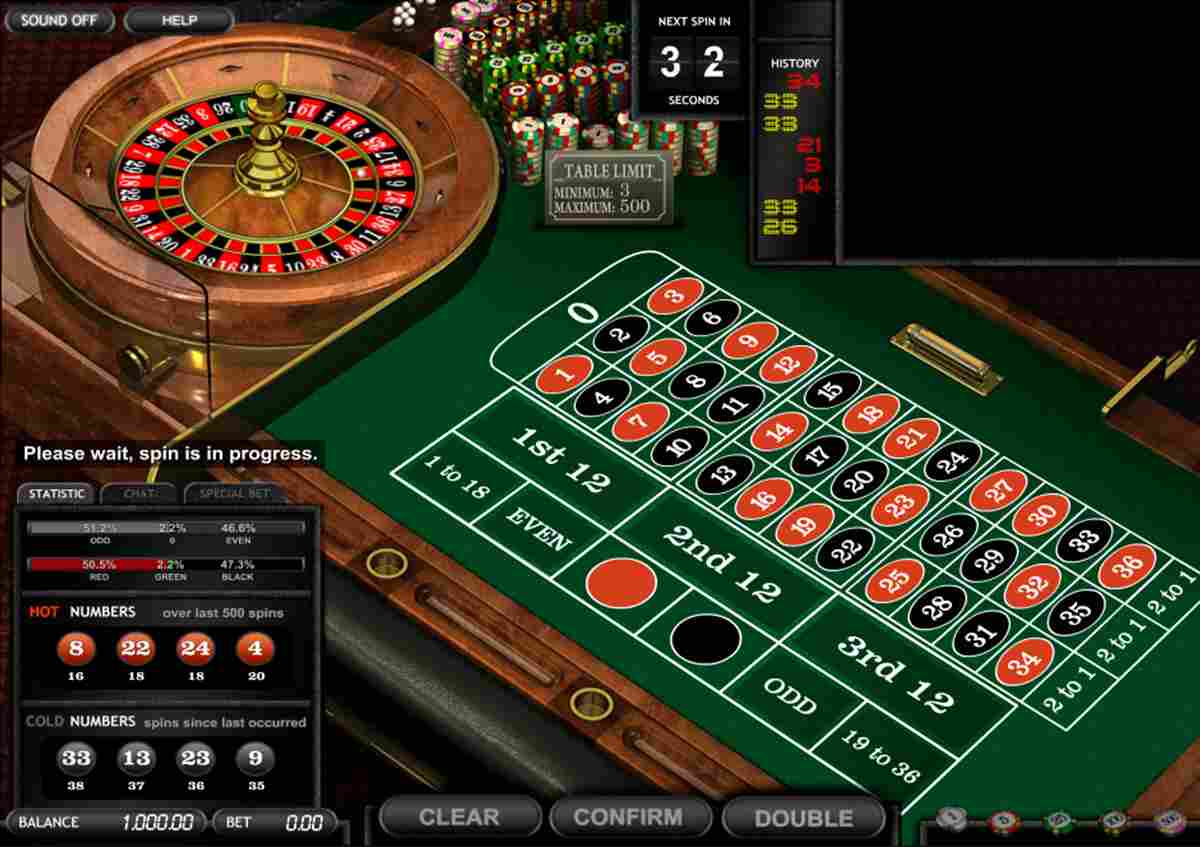 SOUND OFF
HELP
NEXT SPIN IN
3 2
SECONDS
HISTORY
34
33
33
21
3
14
33
26
TABLE LIMIT
MINIMUM: 3
MAXIMUM: 500
0
3 6 9 12 15 18 21 24 27 30 33 36 2 to 1
2 5 8 11 14 17 20 23 26 29 32 35 2 to 1
1 4 7 10 13 16 19 22 25 28 31 34 2 to 1
1st 12
2nd 12
3rd 12
1 to 18
EVEN
ODD
19 to 36
Please wait, spin is in progress.
STATISTIC CHAT SPECIAL BET
51.2% 2.2% 46.6%
ODD 0 EVEN
50.5% 2.2% 47.3%
RED GREEN BLACK
HOT NUMBERS over last 500 spins
8 22 24 4
16 18 18 20
COLD NUMBERS spins since last occurred
33 13 23 9
38 37 36 35
BALANCE 1.000.00 BET 0.00
CLEAR CONFIRM DOUBLE